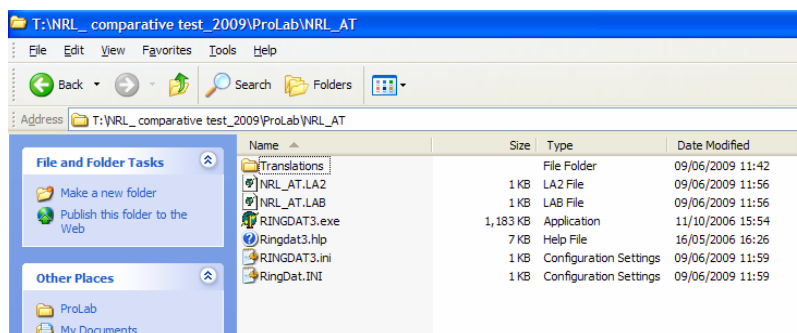 T:\NRL_ comparative test_2009\ProLab\NRL_AT
File Edit View Favorites Tools Help
Back Search Folders
Address T:\NRL_ comparative test_2009\ProLab\NRL_AT
File and Folder Tasks
Make a new folder
Publish this folder to the
Web
Other Places
ProLab
My Documents
Name Size Type Date Modified
Translations File Folder 09/06/2009 11:42
NRL_AT.LA2 1 KB LA2 File 09/06/2009 11:56
NRL_AT.LAB 1 KB LAB File 09/06/2009 11:56
RINGDAT3.exe 1,183 KB Application 11/10/2006 15:54
Ringdat3.hlp 7 KB Help File 16/05/2006 16:26
RINGDAT3.ini 1 KB Configuration Settings 09/06/2009 11:59
RingDat.INI 1 KB Configuration Settings 09/06/2009 11:59